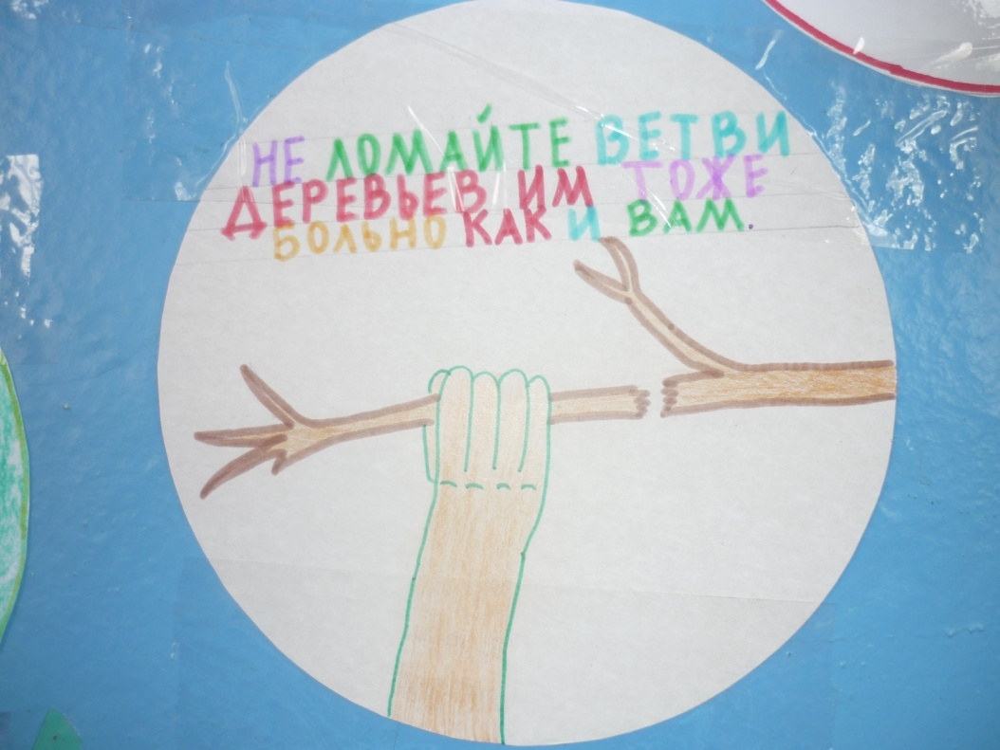 НЕ ЛОМАЙТЕ ВЕТВИ
ДЕРЕВЬЕВ ИМ ТОЖЕ
БОЛЬНО КАК И ВАМ.